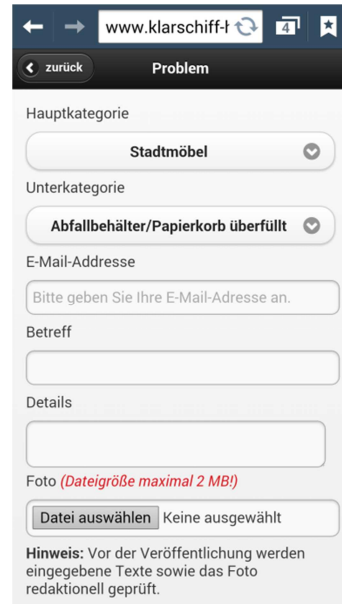 www.klarschiff-h
4
zurück
Problem
Hauptkategorie
Stadtmöbel
Unterkategorie
Abfallbehälter/Papierkorb überfüllt
E-Mail-Addresse
Bitte geben Sie Ihre E-Mail-Adresse an.
Betreff
Details
Foto (Dateigröße maximal 2 MB!)
Datei auswählen Keine ausgewählt
Hinweis: Vor der Veröffentlichung werden
eingegebene Texte sowie das Foto
redaktionell geprüft.